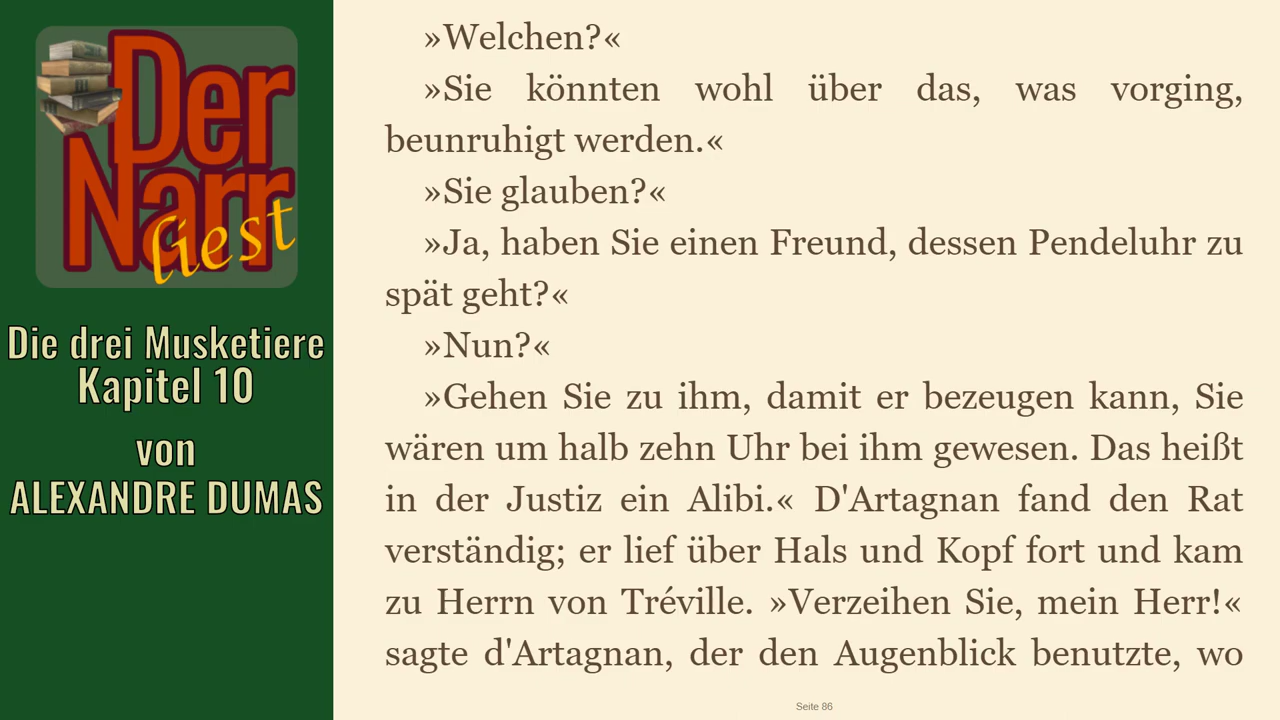 Der
Narr
liest
Die drei Musketiere
Kapitel 10
von
ALEXANDRE DUMAS
»Welchen?«
»Sie könnten wohl über das, was vorging,
beunruhigt werden.«
»Sie glauben?«
»Ja, haben Sie einen Freund, dessen Pendeluhr zu
spät geht?«
»Nun?«
»Gehen Sie zu ihm, damit er bezeugen kann, Sie
wären um halb zehn Uhr bei ihm gewesen. Das heißt
in der Justiz ein Alibi.« D'Artagnan fand den Rat
verständig; er lief über Hals und Kopf fort und kam
zu Herrn von Tréville. »Verzeihen Sie, mein Herr!«
sagte d'Artagnan, der den Augenblick benutzte, wo
Seite 86